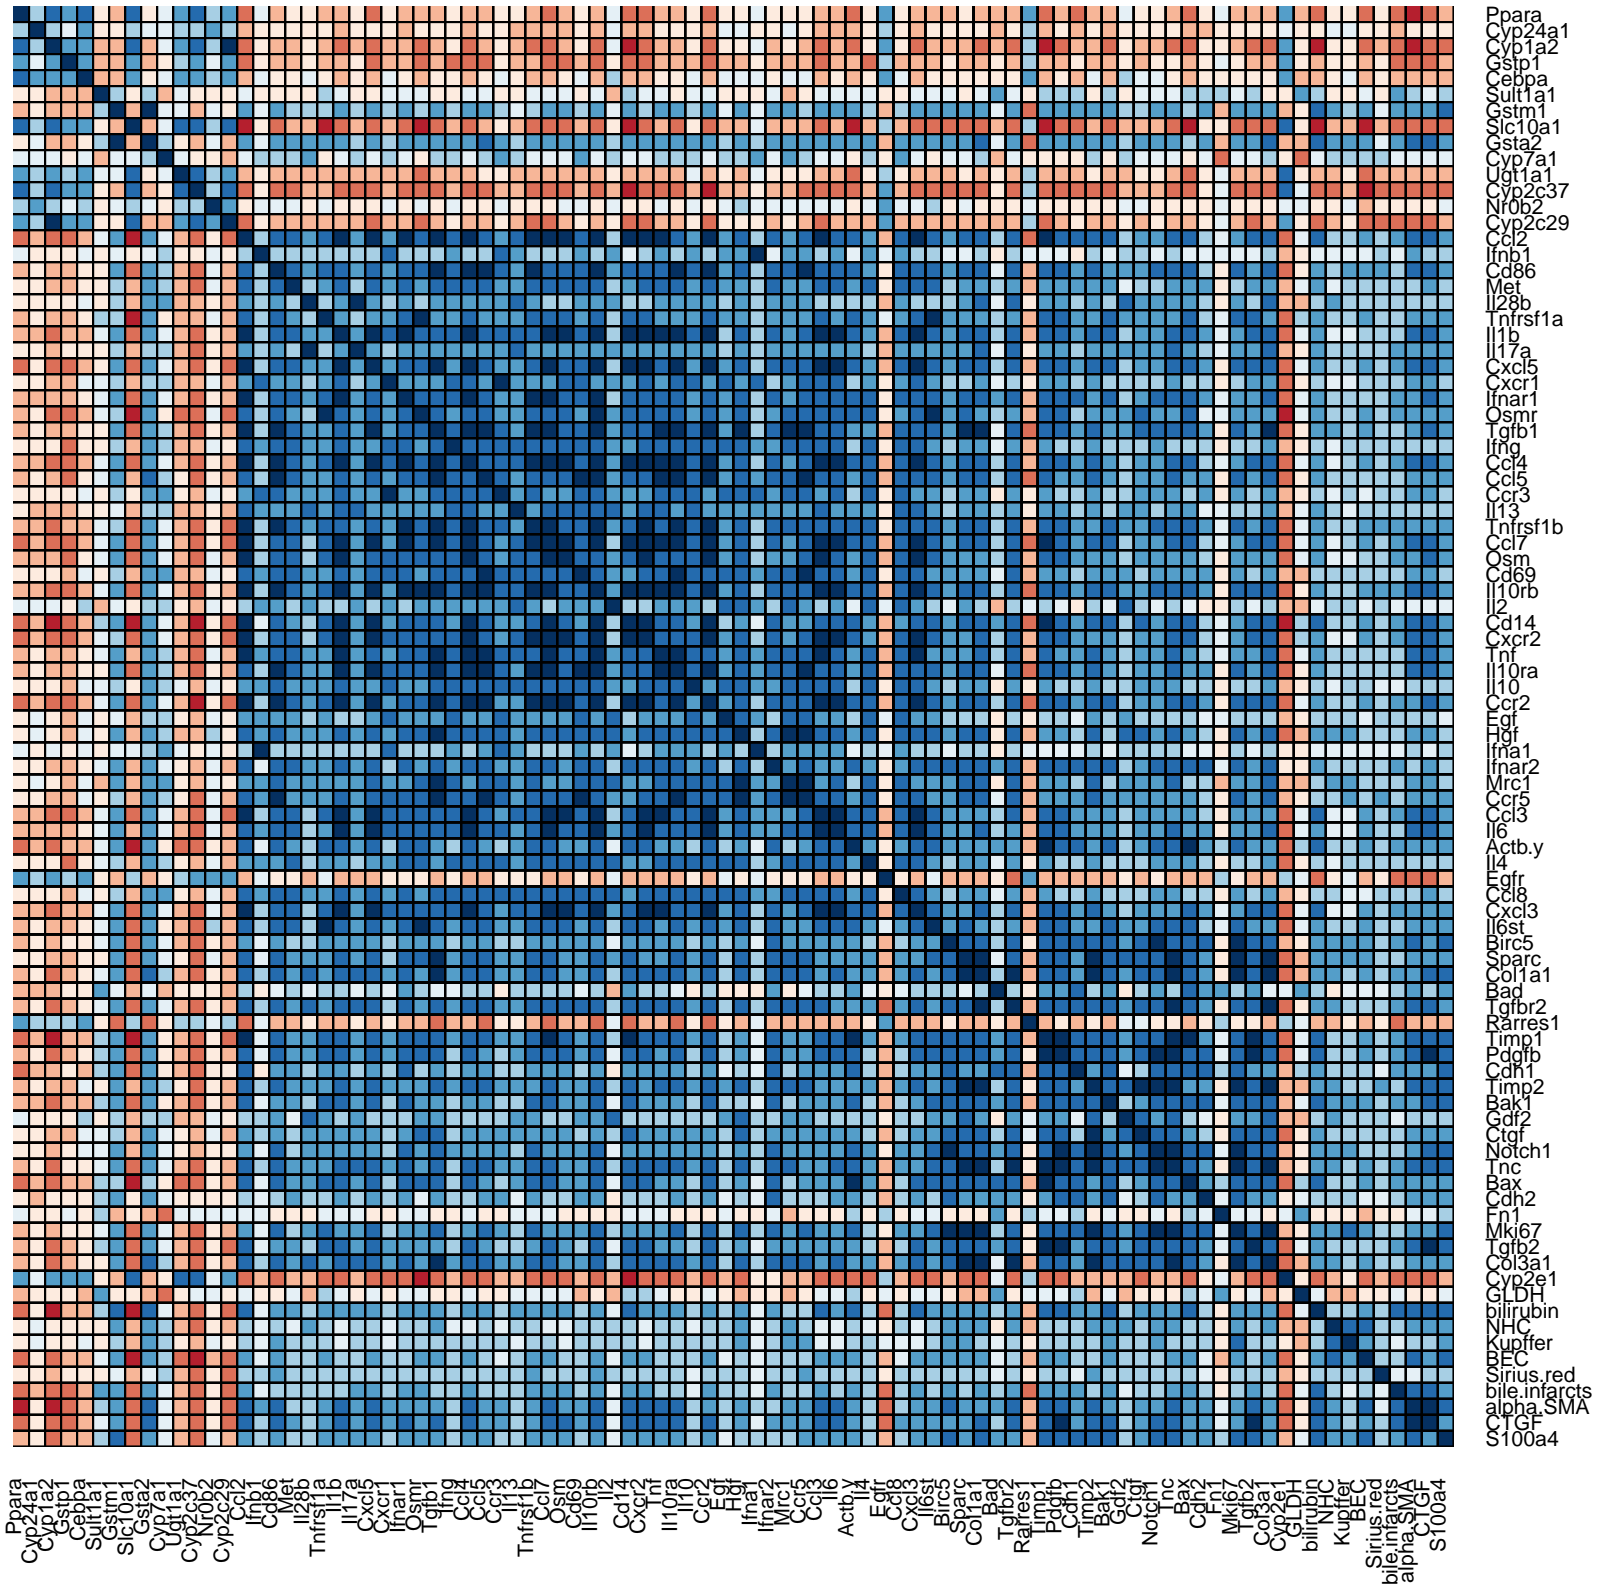 Ppara
Cyp24a1
Cyp1a2
Gstp1
Cebpa
Sult1a1
Gstm1
Slc10a1
Gsta2
Cyp7a1
Ugt1a1
Cyp2c37
Nr0b2
Cyp2c29
Ccl2
Ifnb1
Cd86
Met
Il28b
Tnfrsf1a
Il1b
Il17a
Cxcl5
Cxcr1
Ifnar1
Osmr
Tgfb1
Ifng
Ccl4
Ccl5
Ccr3
Il13
Tnfrsf1b
Ccl7
Osm
Cd69
Il10rb
Il2
Cd14
Cxcr2
Tnf
Il10ra
Il10
Ccr2
Egf
Hgf
Ifna1
Ifnar2
Mrc1
Ccr5
Ccl3
Il6
Actb.y
Il4
Egfr
Ccl8
Cxcl3
Il6st
Birc5
Sparc
Col1a1
Bad
Tgfbr2
Rarres1
Timp1
Pdgfb
Cdh1
Timp2
Bak1
Gdf2
Ctgf
Notch1
Tnc
Bax
Cdh2
Fn1
Mki67
Tgfb2
Col3a1
Cyp2e1
GLDH
bilirubin
NHC
Kupffer
BEC
Sirius.red
bile.infarcts
alpha.SMA
CTGF
S100a4
Ppara
Cyp24a1
Cyp1a2
Gstp1
Cebpa
Sult1a1
Gstm1
Slc10a1
Gsta2
Cyp7a1
Ugt1a1
Cyp2c37
Nr0b2
Cyp2c29
Ccl2
Ifnb1
Cd86
Met
Il28b
Tnfrsf1a
Il1b
Il17a
Cxcl5
Cxcr1
Ifnar1
Osmr
Tgfb1
Ifng
Ccl4
Ccl5
Ccr3
Il13
Tnfrsf1b
Ccl7
Osm
Cd69
Il10rb
Il2
Cd14
Cxcr2
Tnf
Il10ra
Il10
Ccr2
Egf
Hgf
Ifna1
Ifnar2
Mrc1
Ccr5
Ccl3
Il6
Actb.y
Il4
Egfr
Ccl8
Cxcl3
Il6st
Birc5
Sparc
Col1a1
Bad
Tgfbr2
Rarres1
Timp1
Pdgfb
Cdh1
Timp2
Bak1
Gdf2
Ctgf
Notch1
Tnc
Bax
Cdh2
Fn1
Mki67
Tgfb2
Col3a1
Cyp2e1
GLDH
bilirubin
NHC
Kupffer
BEC
Sirius.red
bile.infarcts
alpha.SMA
CTGF
S100a4